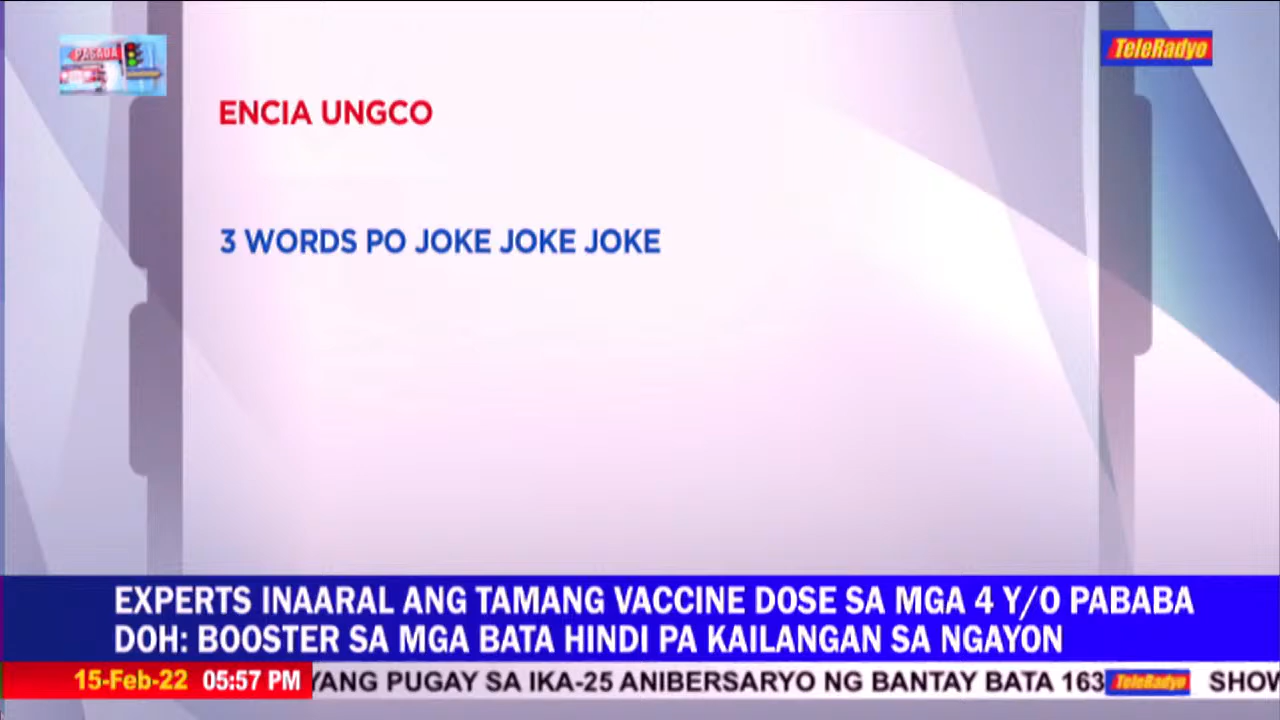 PASADA
TeleRadyo
ENCIA UNGCO
3 WORDS PO JOKE JOKE JOKE
EXPERTS INAARAL ANG TAMANG VACCINE DOSE SA MGA 4 Y/O PABABA
DOH: BOOSTER SA MGA BATA HINDI PA KAILANGAN SA NGAYON
15-Feb-22 05:57 PM YANG PUGAY SA IKA-25 ANIBERSARYO NG BANTAY BATA 163 TeleRadyo SHOW